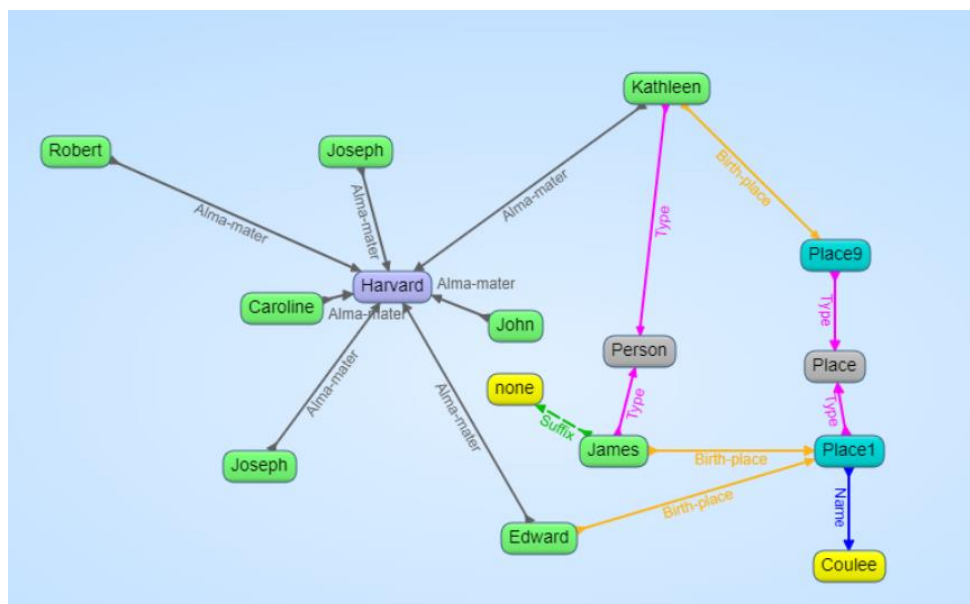 Kathleen
Robert
Joseph
Alma-mater
Birth-place
Alma-mater
Alma-mater
Type
Place9
Harvard
Alma-mater
Caroline
Alma-mater
John
Type
Person
Place
Alma-mater
none
Alma-mater
Type
Type
Suffix
James
Birth-place
Place1
Joseph
Birth-place
Name
Edward
Coulee